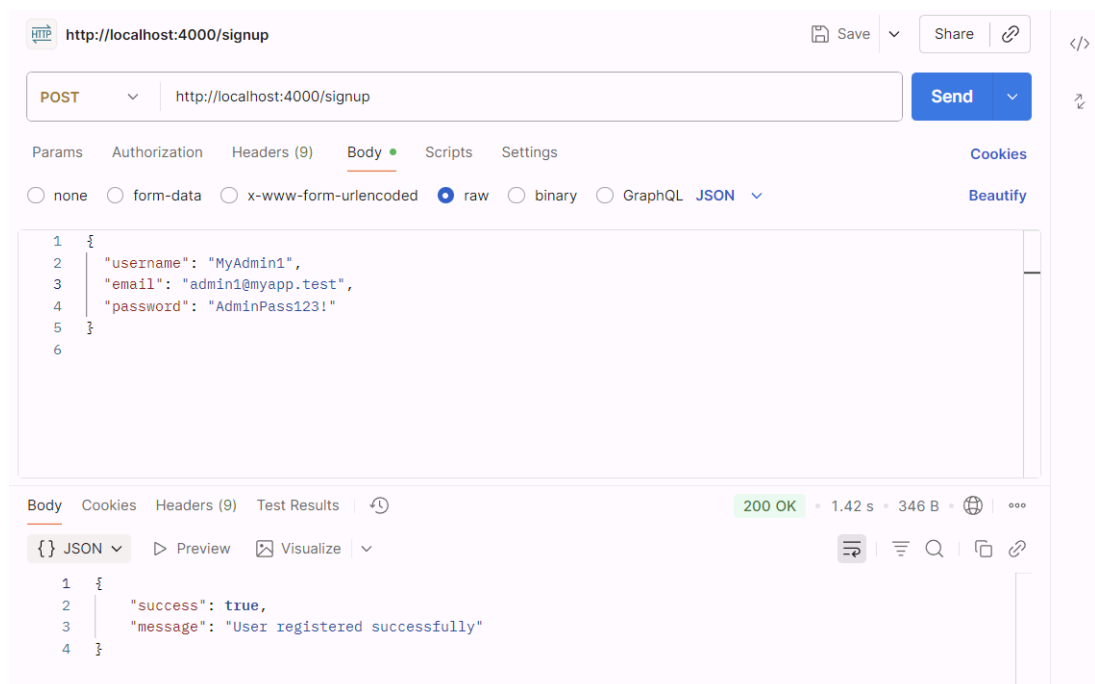 HTTP http://localhost:4000/signup Save Share </>
POST http://localhost:4000/signup Send
Params Authorization Headers (9) Body Scripts Settings Cookies
none form-data x-www-form-urlencoded raw binary GraphQL JSON Beautify
1 {
2 "username": "MyAdmin1",
3 "email": "admin1@myapp.test",
4 "password": "AdminPass123!"
5 }
6
Body Cookies Headers (9) Test Results 200 OK • 1.42 s • 346 B •
{} JSON Preview Visualize
1 {
2 "success": true,
3 "message": "User registered successfully"
4 }